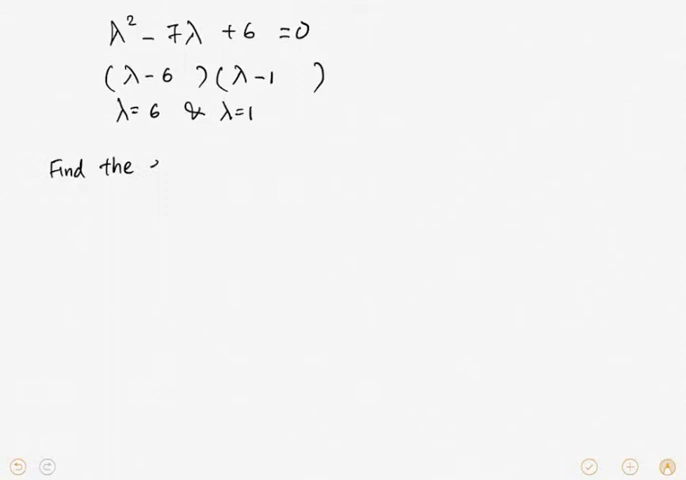 λ² - 7λ + 6 = 0
(λ - 6 ) (λ - 1 )
λ = 6 & λ = 1
Find the